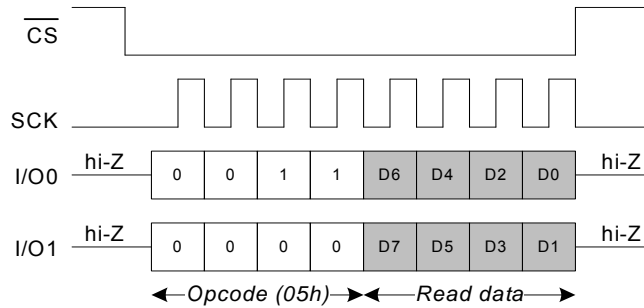 CS
SCK
I/O0 hi-Z 0 0 1 1 D6 D4 D2 D0 hi-Z
I/O1 hi-Z 0 0 0 0 D7 D5 D3 D1 hi-Z
Opcode (05h) Read data